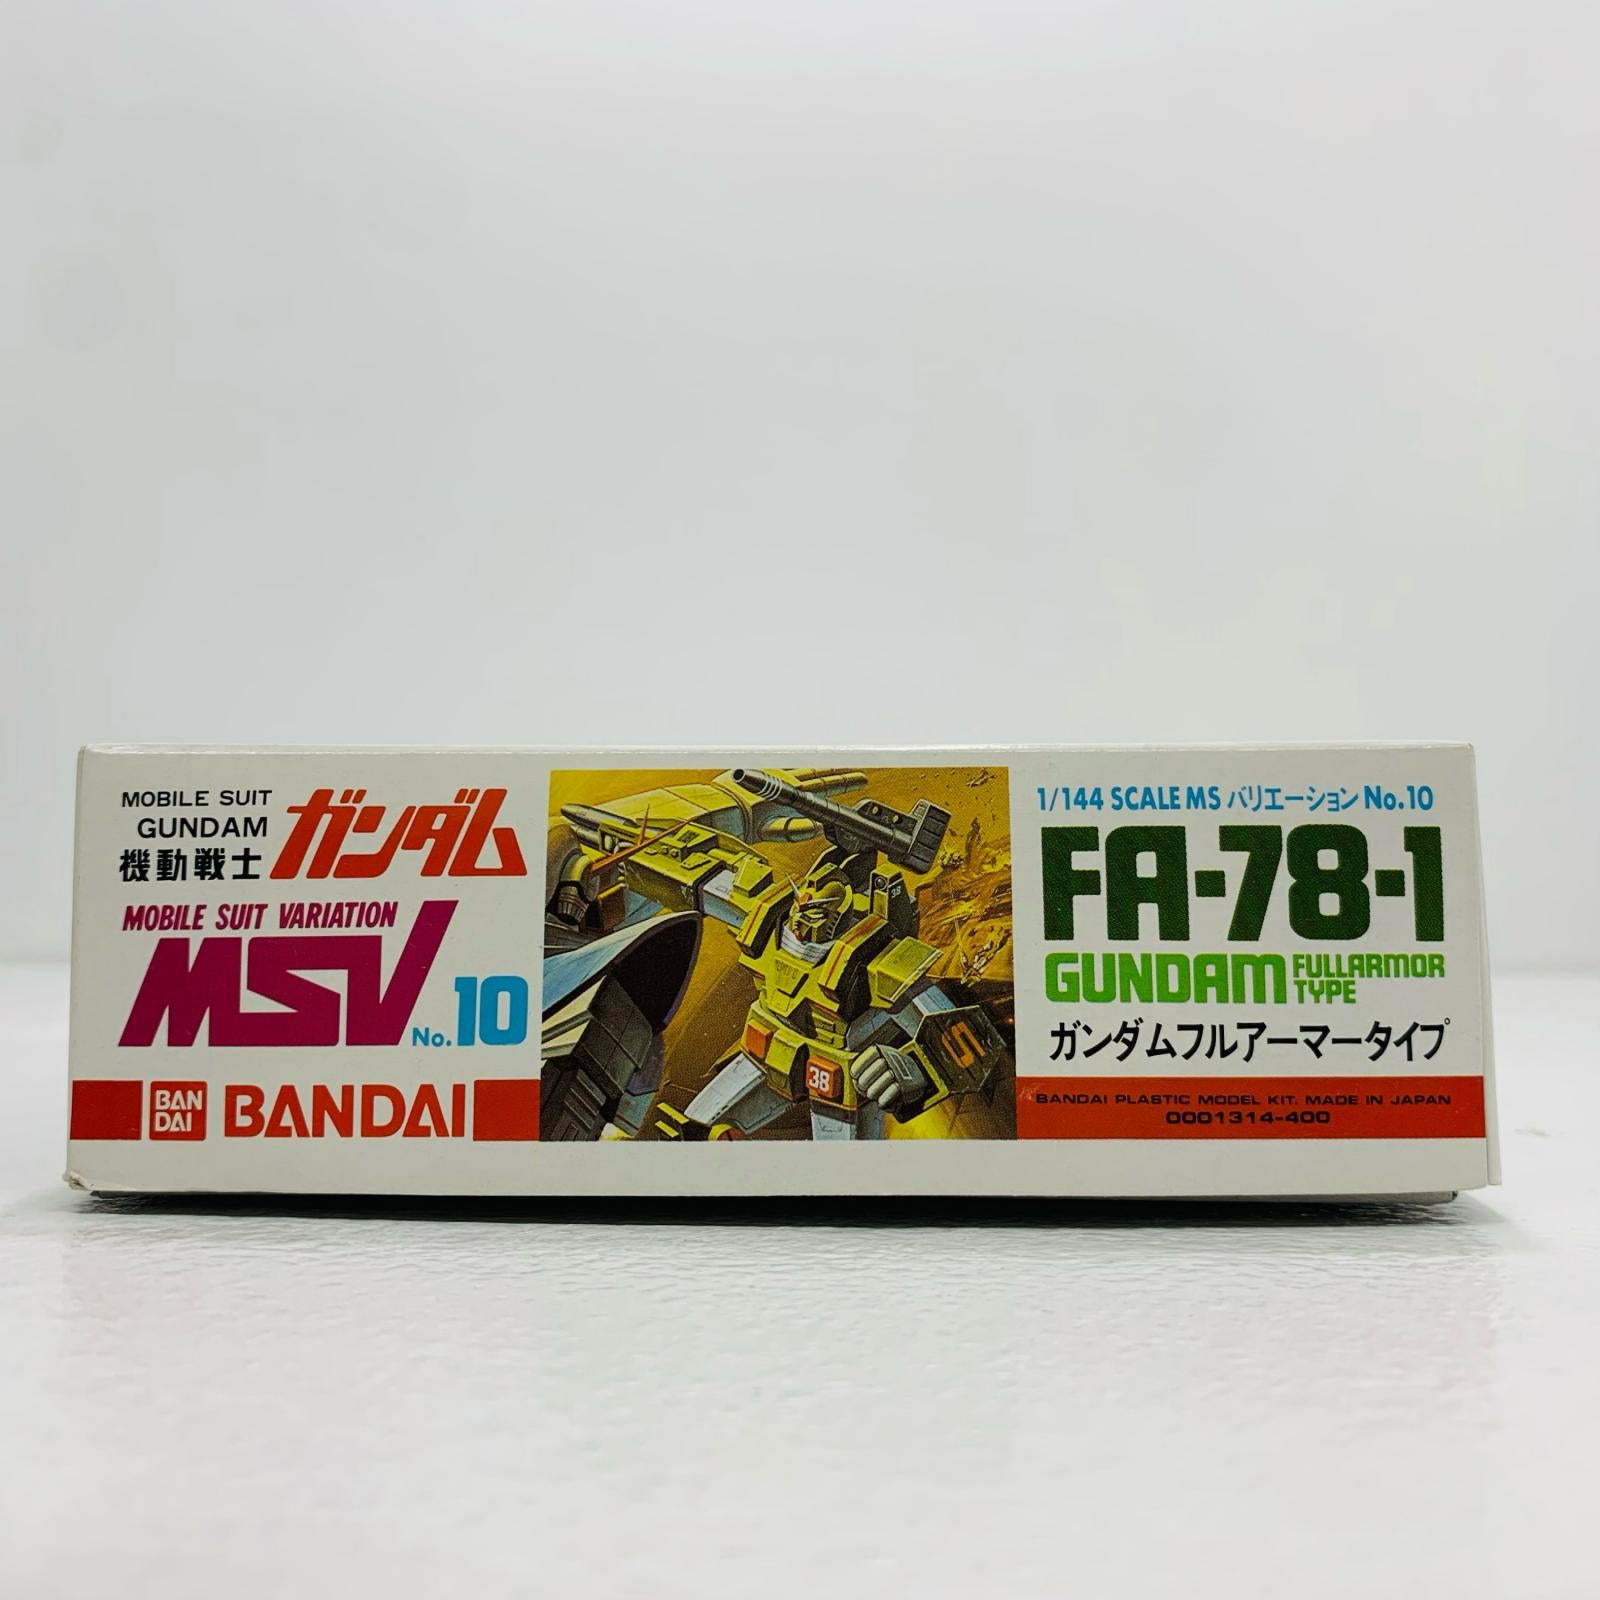 MOBILE SUIT
GUNDAM
機動戦士
ガンダム
MOBILE SUIT VARIATION
MSV
No.10
BAN
DAI
BANDAI
38
38
1/144 SCALE MS バリエーション No.10
FA-78-1
GUNDAM FULLARMOR
TYPE
ガンダムフルアーマータイプ
BANDAI PLASTIC MODEL KIT. MADE IN JAPAN
0001314-400